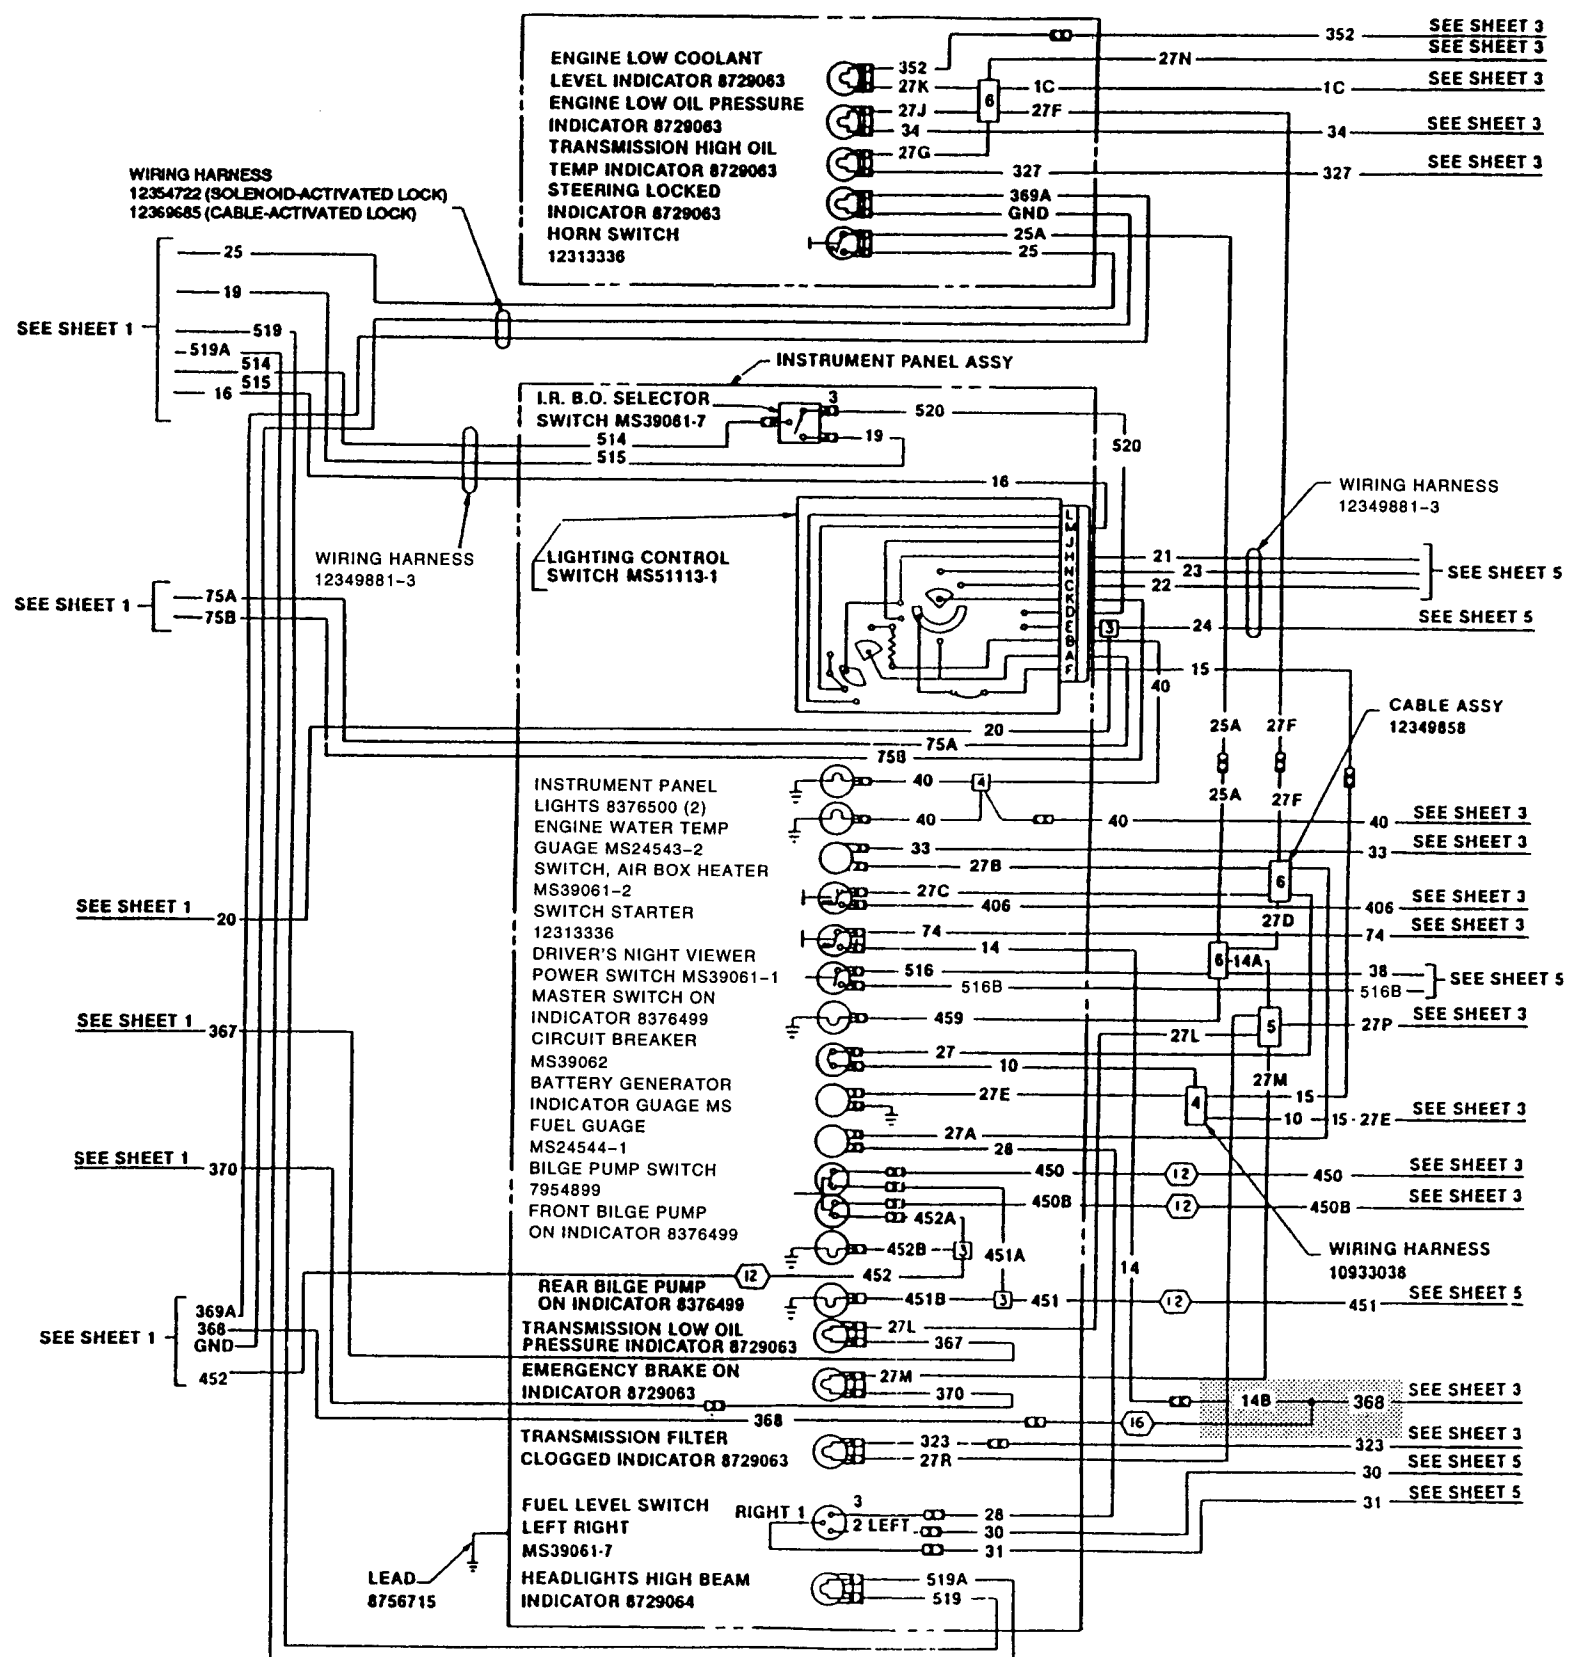 ENGINE LOW COOLANT
LEVEL INDICATOR 8729063
ENGINE LOW OIL PRESSURE
INDICATOR 8729063
TRANSMISSION HIGH OIL
TEMP INDICATOR 8729063
STEERING LOCKED
INDICATOR 8729063
HORN SWITCH
12313336
352
27K
27J
34
27G
327
369A
GND
25A
25
6
1C
27F
27N
352 SEE SHEET 3
SEE SHEET 3
1C SEE SHEET 3
34 SEE SHEET 3
327 SEE SHEET 3
WIRING HARNESS
12354722 (SOLENOID-ACTIVATED LOCK)
12369685 (CABLE-ACTIVATED LOCK)
SEE SHEET 1
25
19
519
519A
514
515
16
INSTRUMENT PANEL ASSY
I.R. B.O. SELECTOR
SWITCH MS39061-7
3
520
19
514
515
520
16
WIRING HARNESS
12349881-3
LIGHTING CONTROL
SWITCH MS51113-1
L
M
J
H
N
C
K
D
E
B
A
F
WIRING HARNESS
12349881-3
21
23
22
SEE SHEET 5
3
24
SEE SHEET 5
15
40
SEE SHEET 1
75A
75B
20
75A
75B
25A
27F
CABLE ASSY
12349858
25A
27F
INSTRUMENT PANEL
LIGHTS 8376500 (2)
ENGINE WATER TEMP
GUAGE MS24543-2
SWITCH, AIR BOX HEATER
MS39061-2
SWITCH STARTER
12313336
DRIVER'S NIGHT VIEWER
POWER SWITCH MS39061-1
MASTER SWITCH ON
INDICATOR 8376499
CIRCUIT BREAKER
MS39062
BATTERY GENERATOR
INDICATOR GUAGE MS
FUEL GUAGE
MS24544-1
BILGE PUMP SWITCH
7954899
FRONT BILGE PUMP
ON INDICATOR 8376499
REAR BILGE PUMP
ON INDICATOR 8376499
TRANSMISSION LOW OIL
PRESSURE INDICATOR 8729063
EMERGENCY BRAKE ON
INDICATOR 8729063
TRANSMISSION FILTER
CLOGGED INDICATOR 8729063
FUEL LEVEL SWITCH
LEFT RIGHT
MS39061-7
HEADLIGHTS HIGH BEAM
INDICATOR 8729064
40
4
40
40
40 SEE SHEET 3
33
33 SEE SHEET 3
27B
6
27C
406
406 SEE SHEET 3
27D
74
74 SEE SHEET 3
14
6
14A
516
38
516B
516B
SEE SHEET 5
459
5
27P SEE SHEET 3
27L
27
10
27M
27E
4
15
10 15 27E SEE SHEET 3
27A
28
450
12
450 SEE SHEET 3
450B
12
450B SEE SHEET 3
452A
452B
3
451A
452
12
14
WIRING HARNESS
10933038
451B
3
451
12
451 SEE SHEET 5
27L
367
27M
370
14B
368 SEE SHEET 3
368
16
323
323 SEE SHEET 3
27R
30 SEE SHEET 5
31 SEE SHEET 5
RIGHT 1
3
2 LEFT
28
30
31
519A
519
SEE SHEET 1 20
SEE SHEET 1 367
SEE SHEET 1 370
SEE SHEET 1
369A
368
GND
452
LEAD
8756715